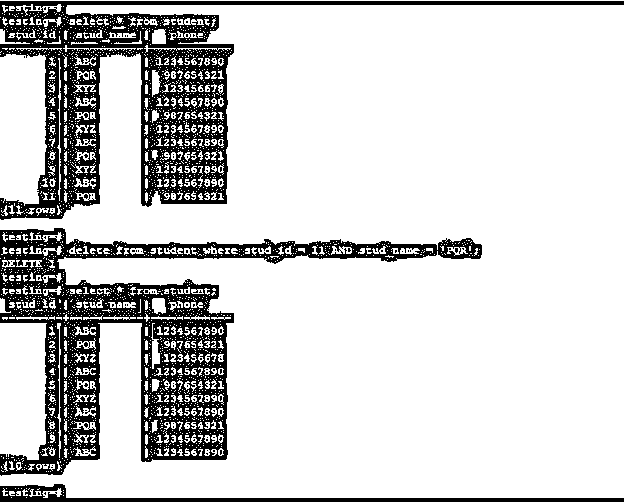 testing=#
testing=# select * from student;
stud_id | stud_name | phone
1 | ABC | 1234567890
2 | PQR | 987654321
3 | XYZ | 123456678
4 | ABC | 1234567890
5 | PQR | 987654321
6 | XYZ | 1234567890
7 | ABC | 1234567890
8 | PQR | 987654321
9 | XYZ | 1234567890
10 | ABC | 1234567890
11 | PQR | 987654321
(11 rows)
testing=#
testing=# delete from student where stud_id = 11 AND stud_name = 'PQR';
DELETE 1
testing=#
testing=# select * from student;
stud_id | stud_name | phone
1 | ABC | 1234567890
2 | PQR | 987654321
3 | XYZ | 123456678
4 | ABC | 1234567890
5 | PQR | 987654321
6 | XYZ | 1234567890
7 | ABC | 1234567890
8 | PQR | 987654321
9 | XYZ | 1234567890
10 | ABC | 1234567890
(10 rows)
testing=#